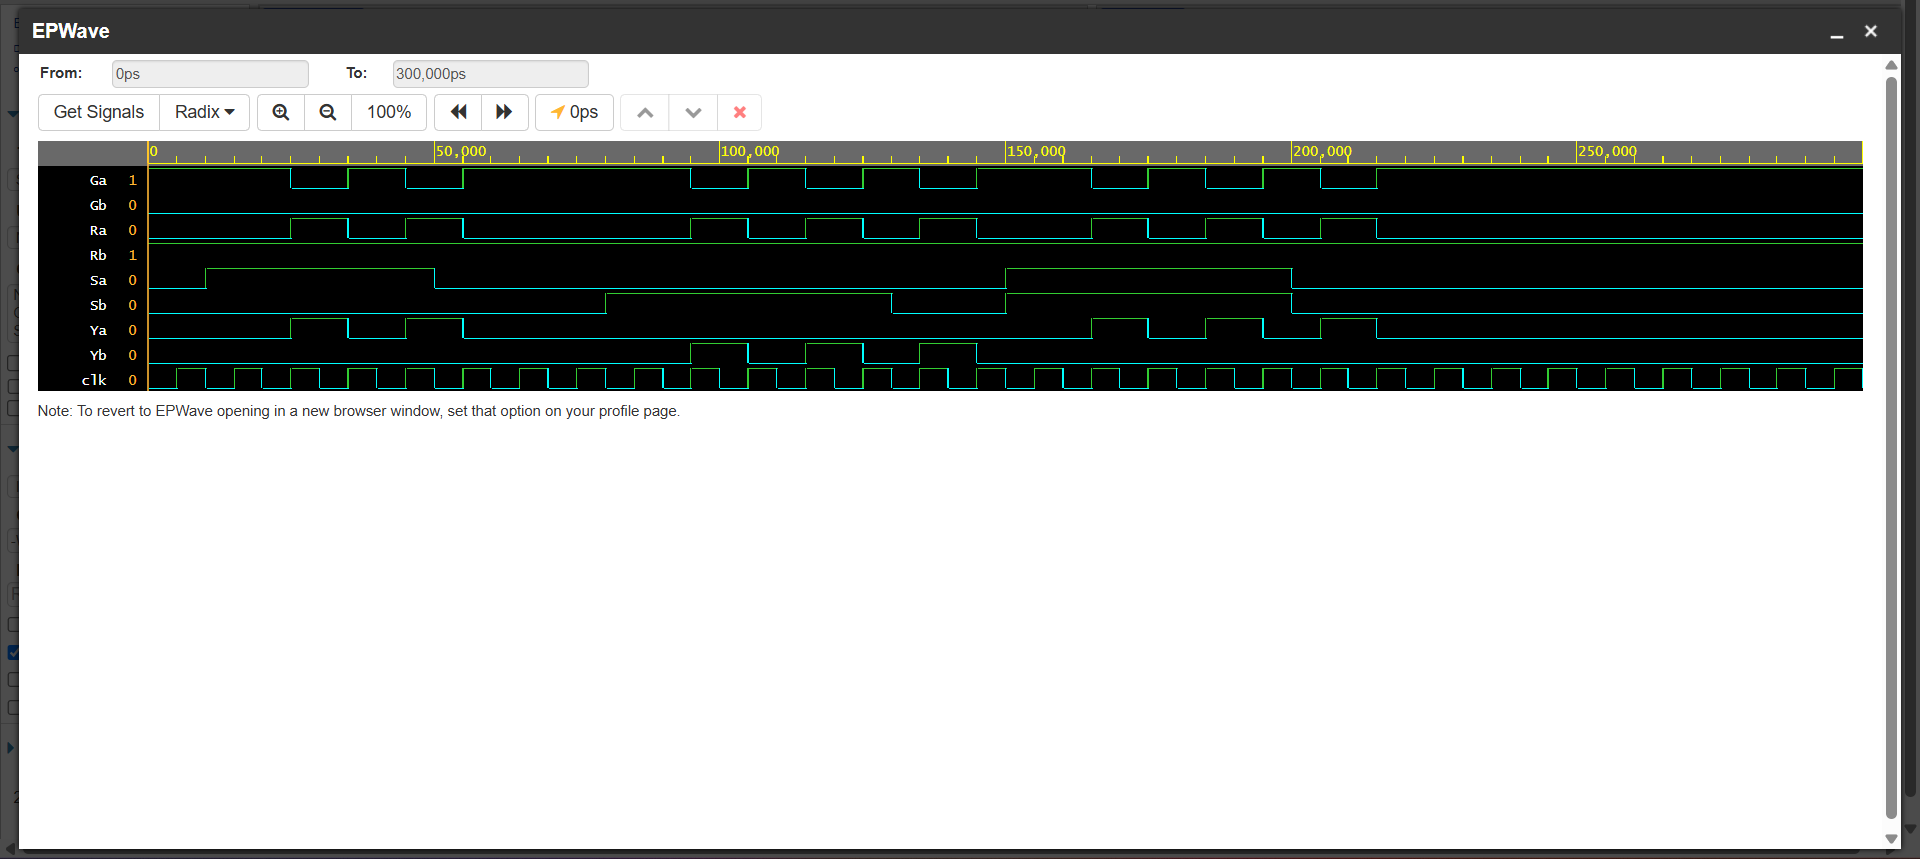 EPWave
From: 0ps To: 300,000ps
Get Signals Radix 100% 0ps
0 50,000 100,000 150,000 200,000 250,000
Ga 1
Gb 0
Ra 0
Rb 1
Sa 0
Sb 0
Ya 0
Yb 0
clk 0
Note: To revert to EPWave opening in a new browser window, set that option on your profile page.